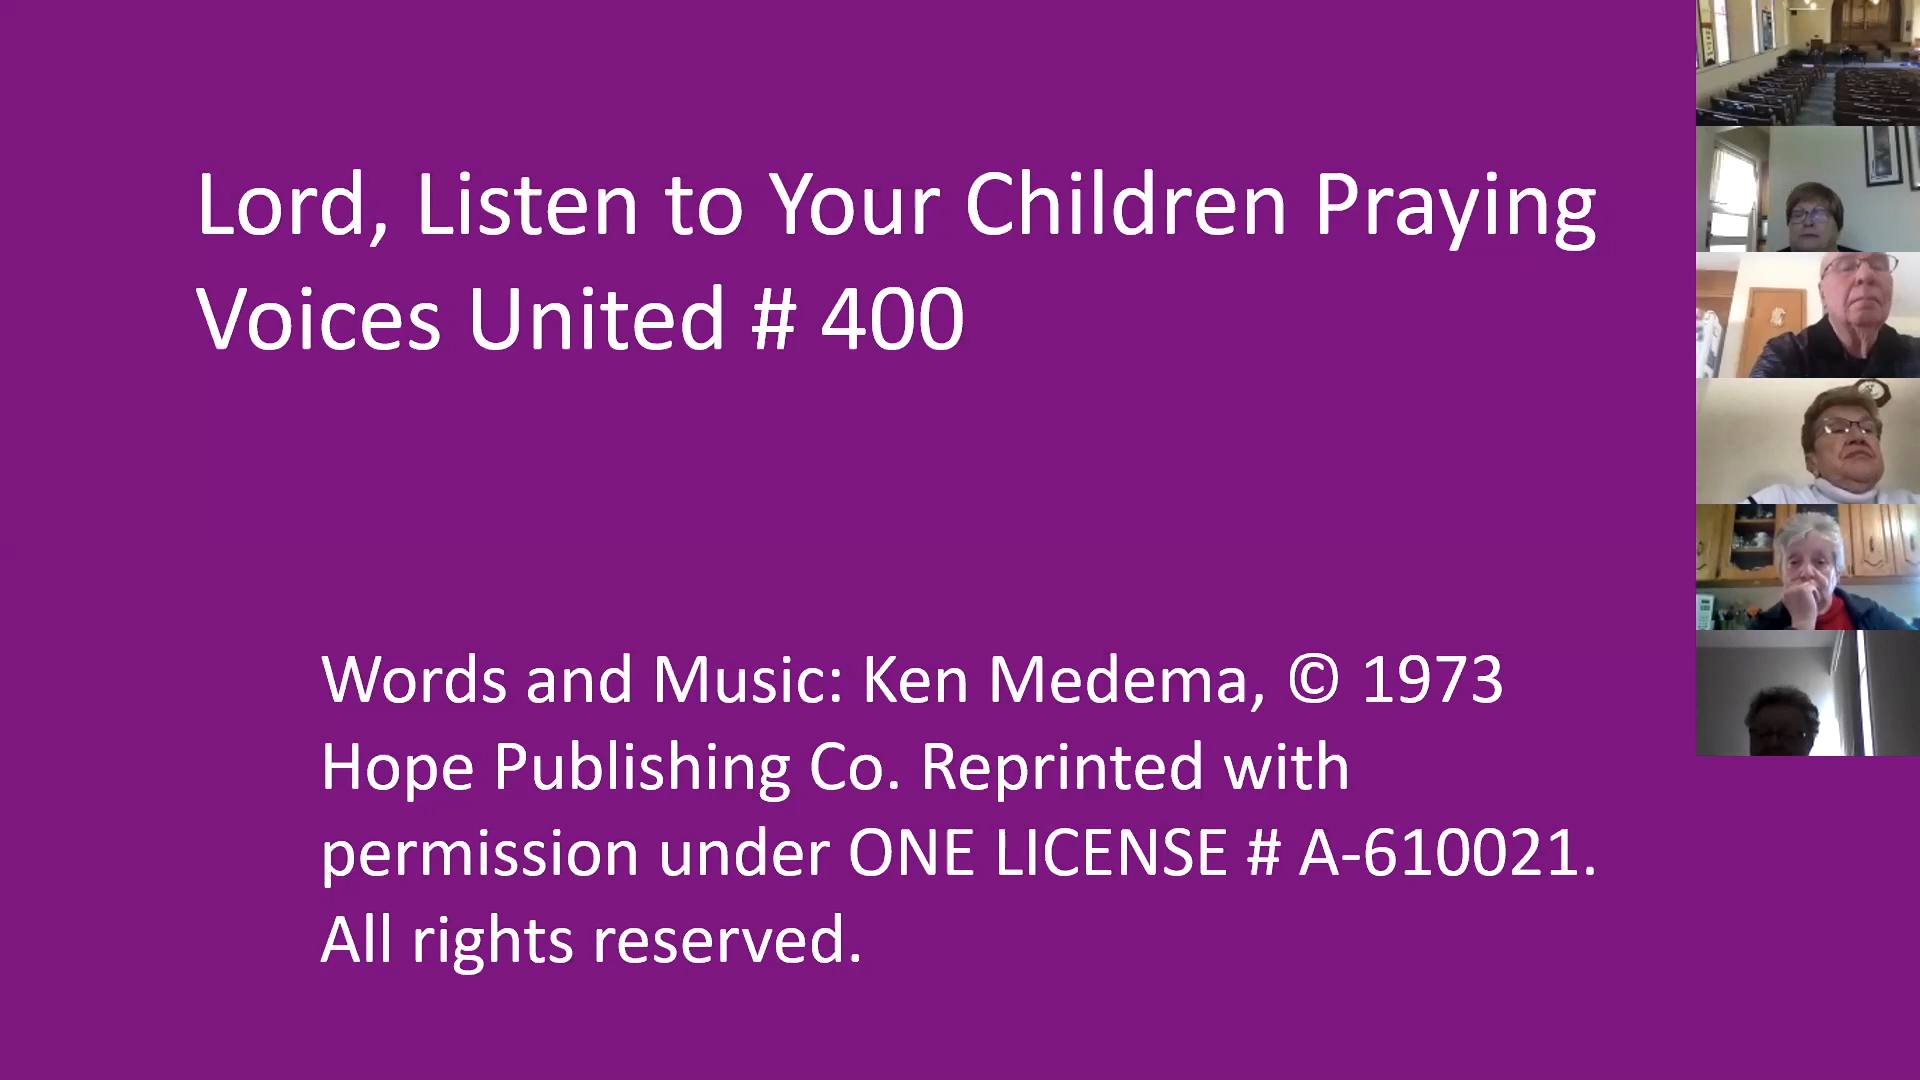 Lord, Listen to Your Children Praying
Voices United # 400
Words and Music: Ken Medema, © 1973
Hope Publishing Co. Reprinted with
permission under ONE LICENSE # A-610021.
All rights reserved.